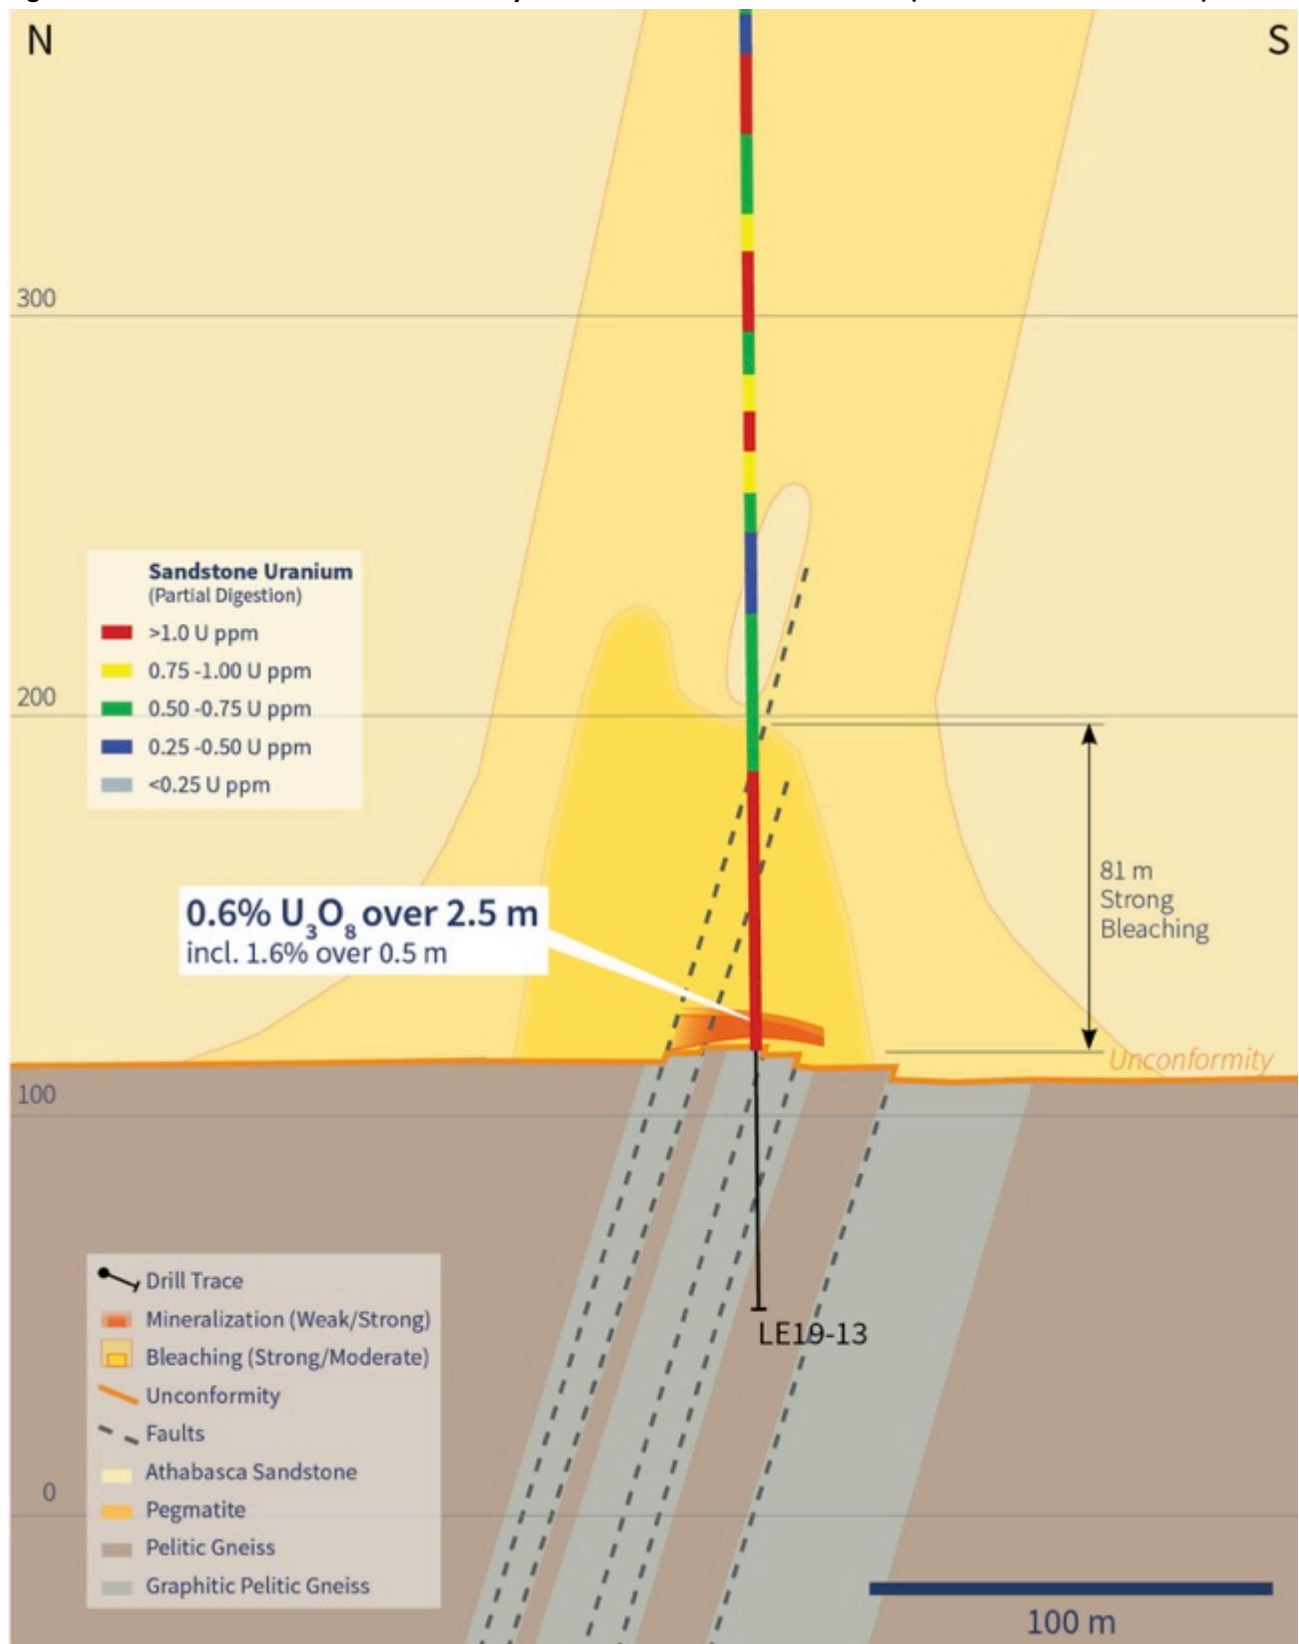 N
S
300
Sandstone Uranium
(Partial Digestion)
>1.0 U ppm
0.75 -1.00 U ppm
0.50 -0.75 U ppm
0.25 -0.50 U ppm
<0.25 U ppm
200
81 m
Strong
Bleaching
0.6% U3O8 over 2.5 m
incl. 1.6% over 0.5 m
Unconformity
100
Drill Trace
Mineralization (Weak/Strong)
Bleaching (Strong/Moderate)
Unconformity
Faults
Athabasca Sandstone
Pegmatite
Pelitic Gneiss
Graphitic Pelitic Gneiss
LE19-13
0
100 m